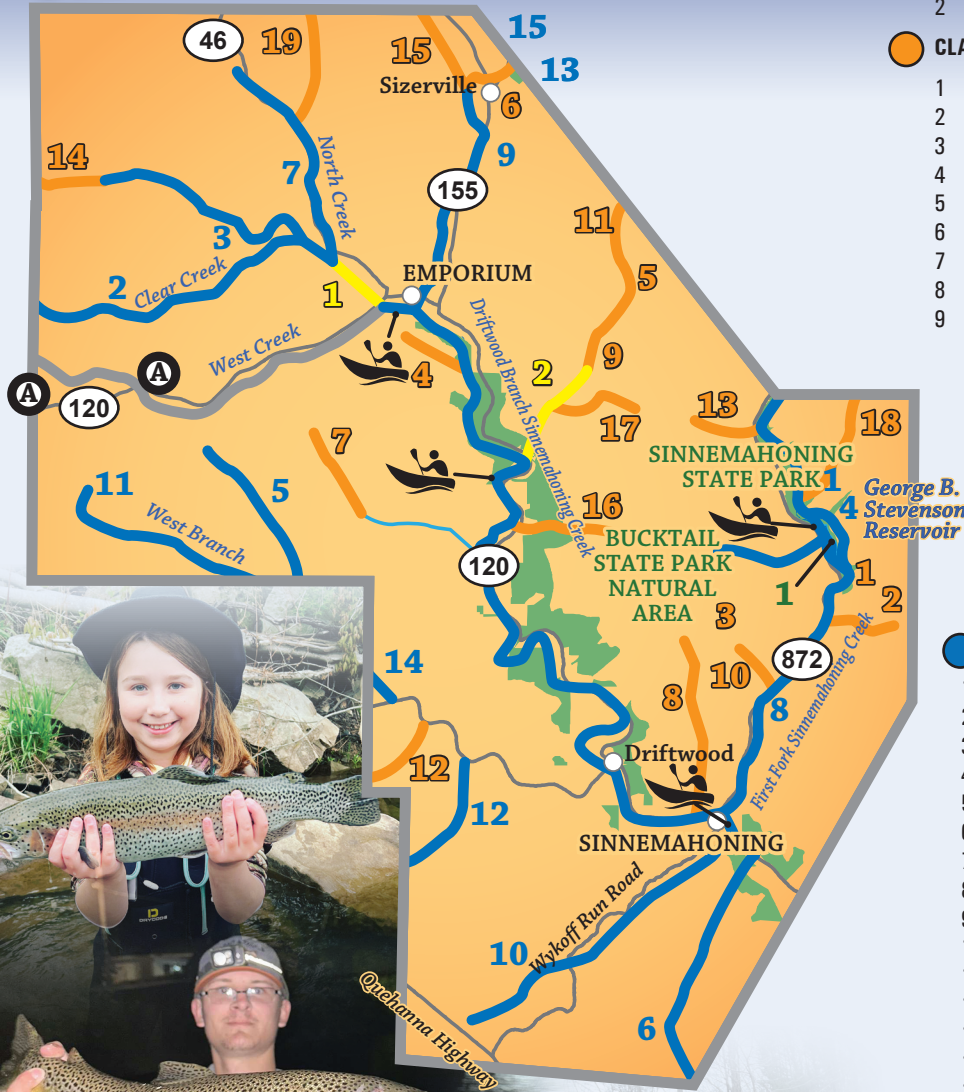 2
CLA
1
2
3
4
5
6
7
8
9
15
46
19
15
13
Sizerville
6
9
14
7
North Creek
155
3
11
2
Clear Creek
EMPORIUM
5
1
West Creek
Driftwood Branch Sinnemahoning Creek
2
9
4
A
A
120
17
13
18
7
SINNEMAHONING
STATE PARK
1
11
5
George B.
Stevenson
Reservoir
4
West Branch
16
BUCKTAIL
STATE PARK
NATURAL
AREA
120
1
1
2
3
872
14
10
8
8
First Fork Sinnemahoning Creek
12
Driftwood
12
SINNEMAHONING
Wykoff Run Road
10
Quehanna Highway
6